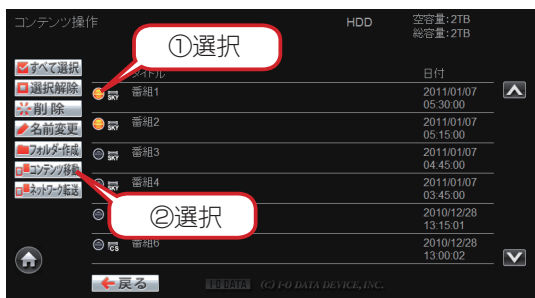 コンテンツ操作
HDD
空容量:2TB
総容量:2TB
①選択
すべて選択
選択解除
削除
名前変更
フォルダ作成
コンテンツ移動
ネットワーク転送
タイトル
日付
SKY 番組1
2011/01/07
05:30:00
SKY 番組2
2011/01/07
05:15:00
SKY 番組3
2011/01/07
04:45:00
SKY 番組4
2011/01/07
03:45:00
②選択
2010/12/28
13:15:01
CS 番組6
2010/12/28
13:00:02
戻る
I-O DATA (C) I-O DATA DEVICE, INC.